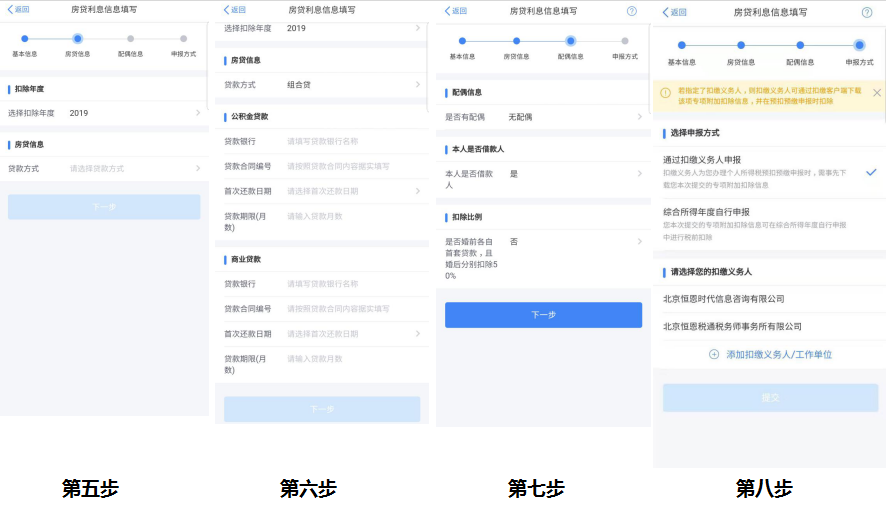 返回
房贷利息信息填写
基本信息
房贷信息
配偶信息
申报方式
扣除年度
选择扣除年度 2019
房贷信息
贷款方式 请选择贷款方式
下一步
第五步
返回
房贷利息信息填写
选择扣除年度 2019
房贷信息
贷款方式 组合贷
公积金贷款
贷款银行 请填写贷款银行名称
贷款合同编号 请按照贷款合同内容据实填写
首次还款日期 请选择首次还款日期
贷款期限(月
数) 请输入贷款月数
商业贷款
贷款银行 请填写贷款银行名称
贷款合同编号 请按照贷款合同内容据实填写
首次还款日期 请选择首次还款日期
贷款期限(月
数) 请输入贷款月数
下一步
第六步
返回
房贷利息信息填写
基本信息
房贷信息
配偶信息
申报方式
配偶信息
是否有配偶 无配偶
本人是否借款人
本人是否借款
人 是
扣除比例
是否婚前各自
首套贷款，且
婚后分别扣除5
0% 否
下一步
第七步
返回
房贷利息信息填写
基本信息
房贷信息
配偶信息
申报方式
若指定了扣缴义务人，则扣缴义务人可通过扣缴客户端下载
该项专项附加扣除信息，并在预扣预缴申报时扣除
选择申报方式
通过扣缴义务人申报
扣缴义务人为您办理个人所得税预扣预缴申报时，需事先下
载您本次提交的专项附加扣除信息
综合所得年度自行申报
您本次提交的专项附加扣除信息可在综合所得年度自行申报
中进行税前扣除
请选择您的扣缴义务人
北京恒恩时代信息咨询有限公司
北京恒恩税通税务师事务所有限公司
添加扣缴义务人/工作单位
提交
第八步